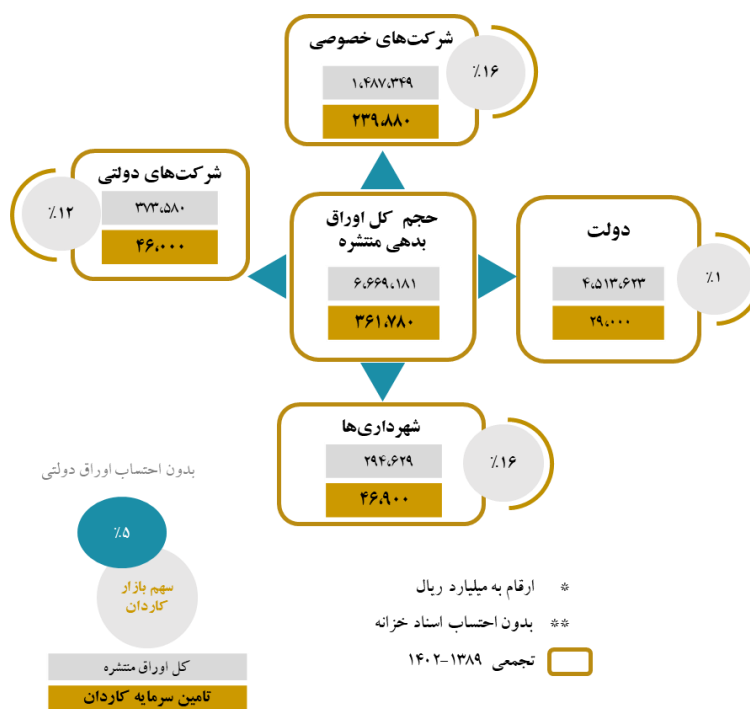 شرکت‌های خصوصی
۱،۴۸۷،۳۴۹
۲۳۹،۸۸۰
٪۱۶
شرکت‌های دولتی
۳۷۳،۵۸۰
۴۶،۰۰۰
٪۱۲
حجم کل اوراق
بدهی منتشره
۶،۶۶۹،۱۸۱
۳۶۱،۷۸۰
دولت
۴،۵۱۳،۶۲۳
۲۹،۰۰۰
٪۱
شهرداری‌ها
۲۹۴،۶۲۹
۴۶،۹۰۰
٪۱۶
بدون احتساب اوراق دولتی
٪۵
سهم بازار
کاردان
کل اوراق منتشره
تامین سرمایه کاردان
* ارقام به میلیارد ریال
** بدون احتساب اسناد خزانه
تجمعی ۱۳۸۹-۱۴۰۲